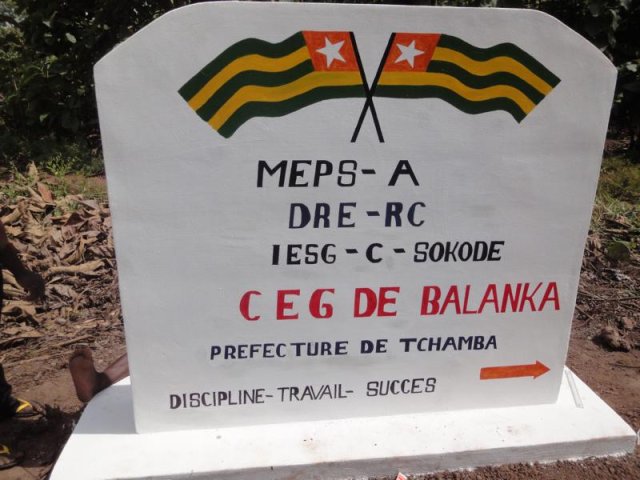 MEPS-A
DRE-RC
IESG-C-SOKODE
CEG DE BALANKA
PREFECTURE DE TCHAMBA
DISCIPLINE-TRAVAIL-SUCCES